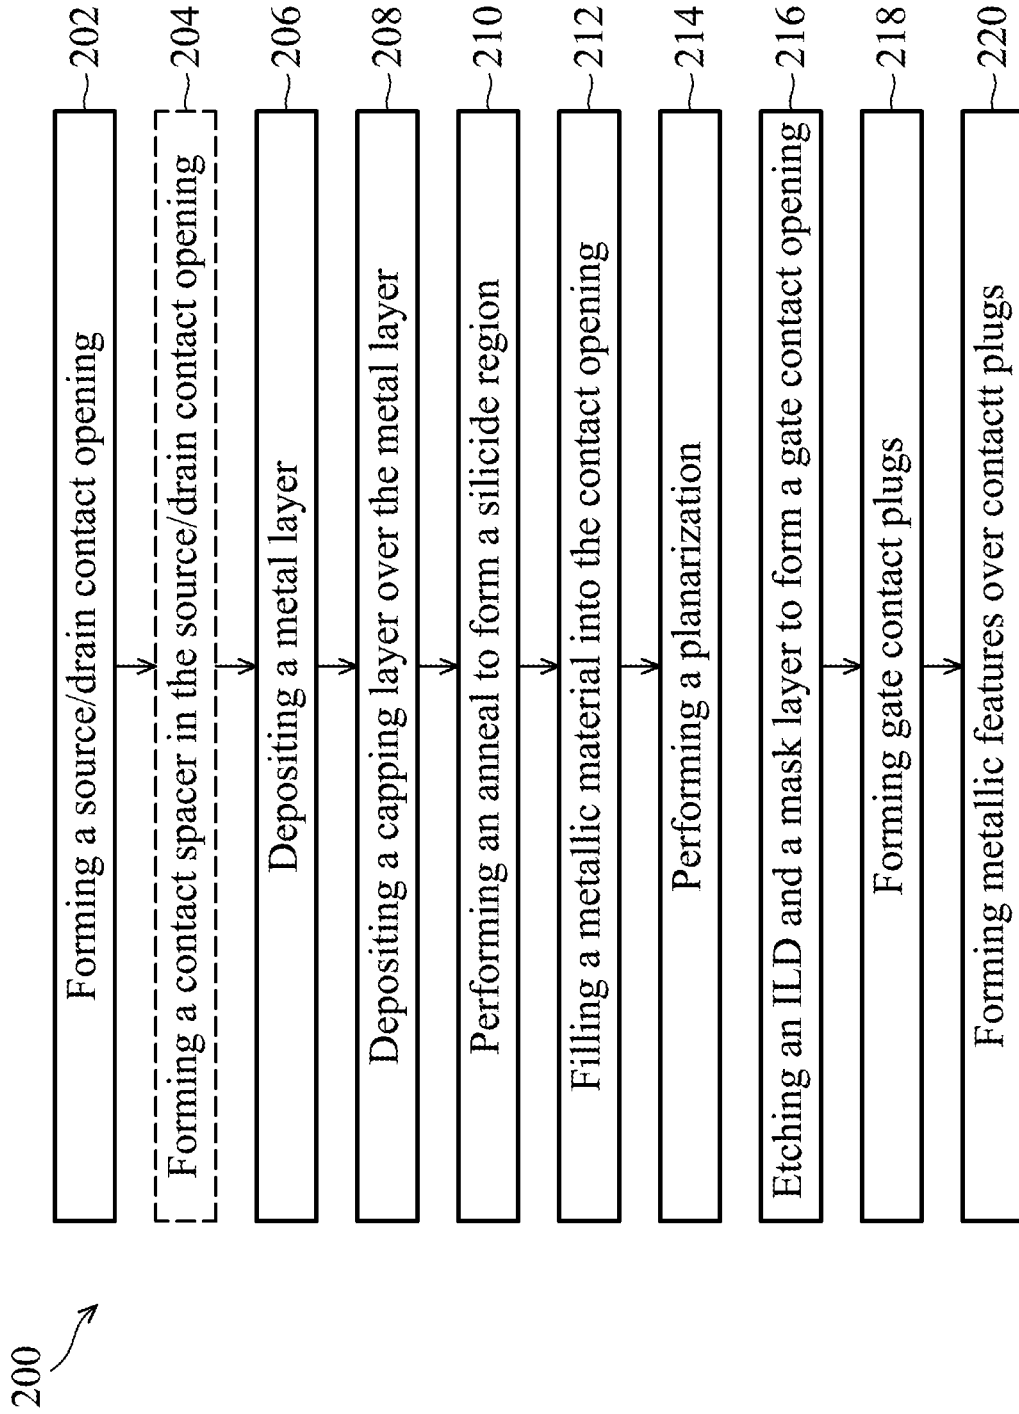 200
Forming a source/drain contact opening 202
Forming a contact spacer in the source/drain contact opening 204
Depositing a metal layer 206
Depositing a capping layer over the metal layer 208
Performing an anneal to form a silicide region 210
Filling a metallic material into the contact opening 212
Performing a planarization 214
Etching an ILD and a mask layer to form a gate contact opening 216
Forming gate contact plugs 218
Forming metallic features over contactt plugs 220